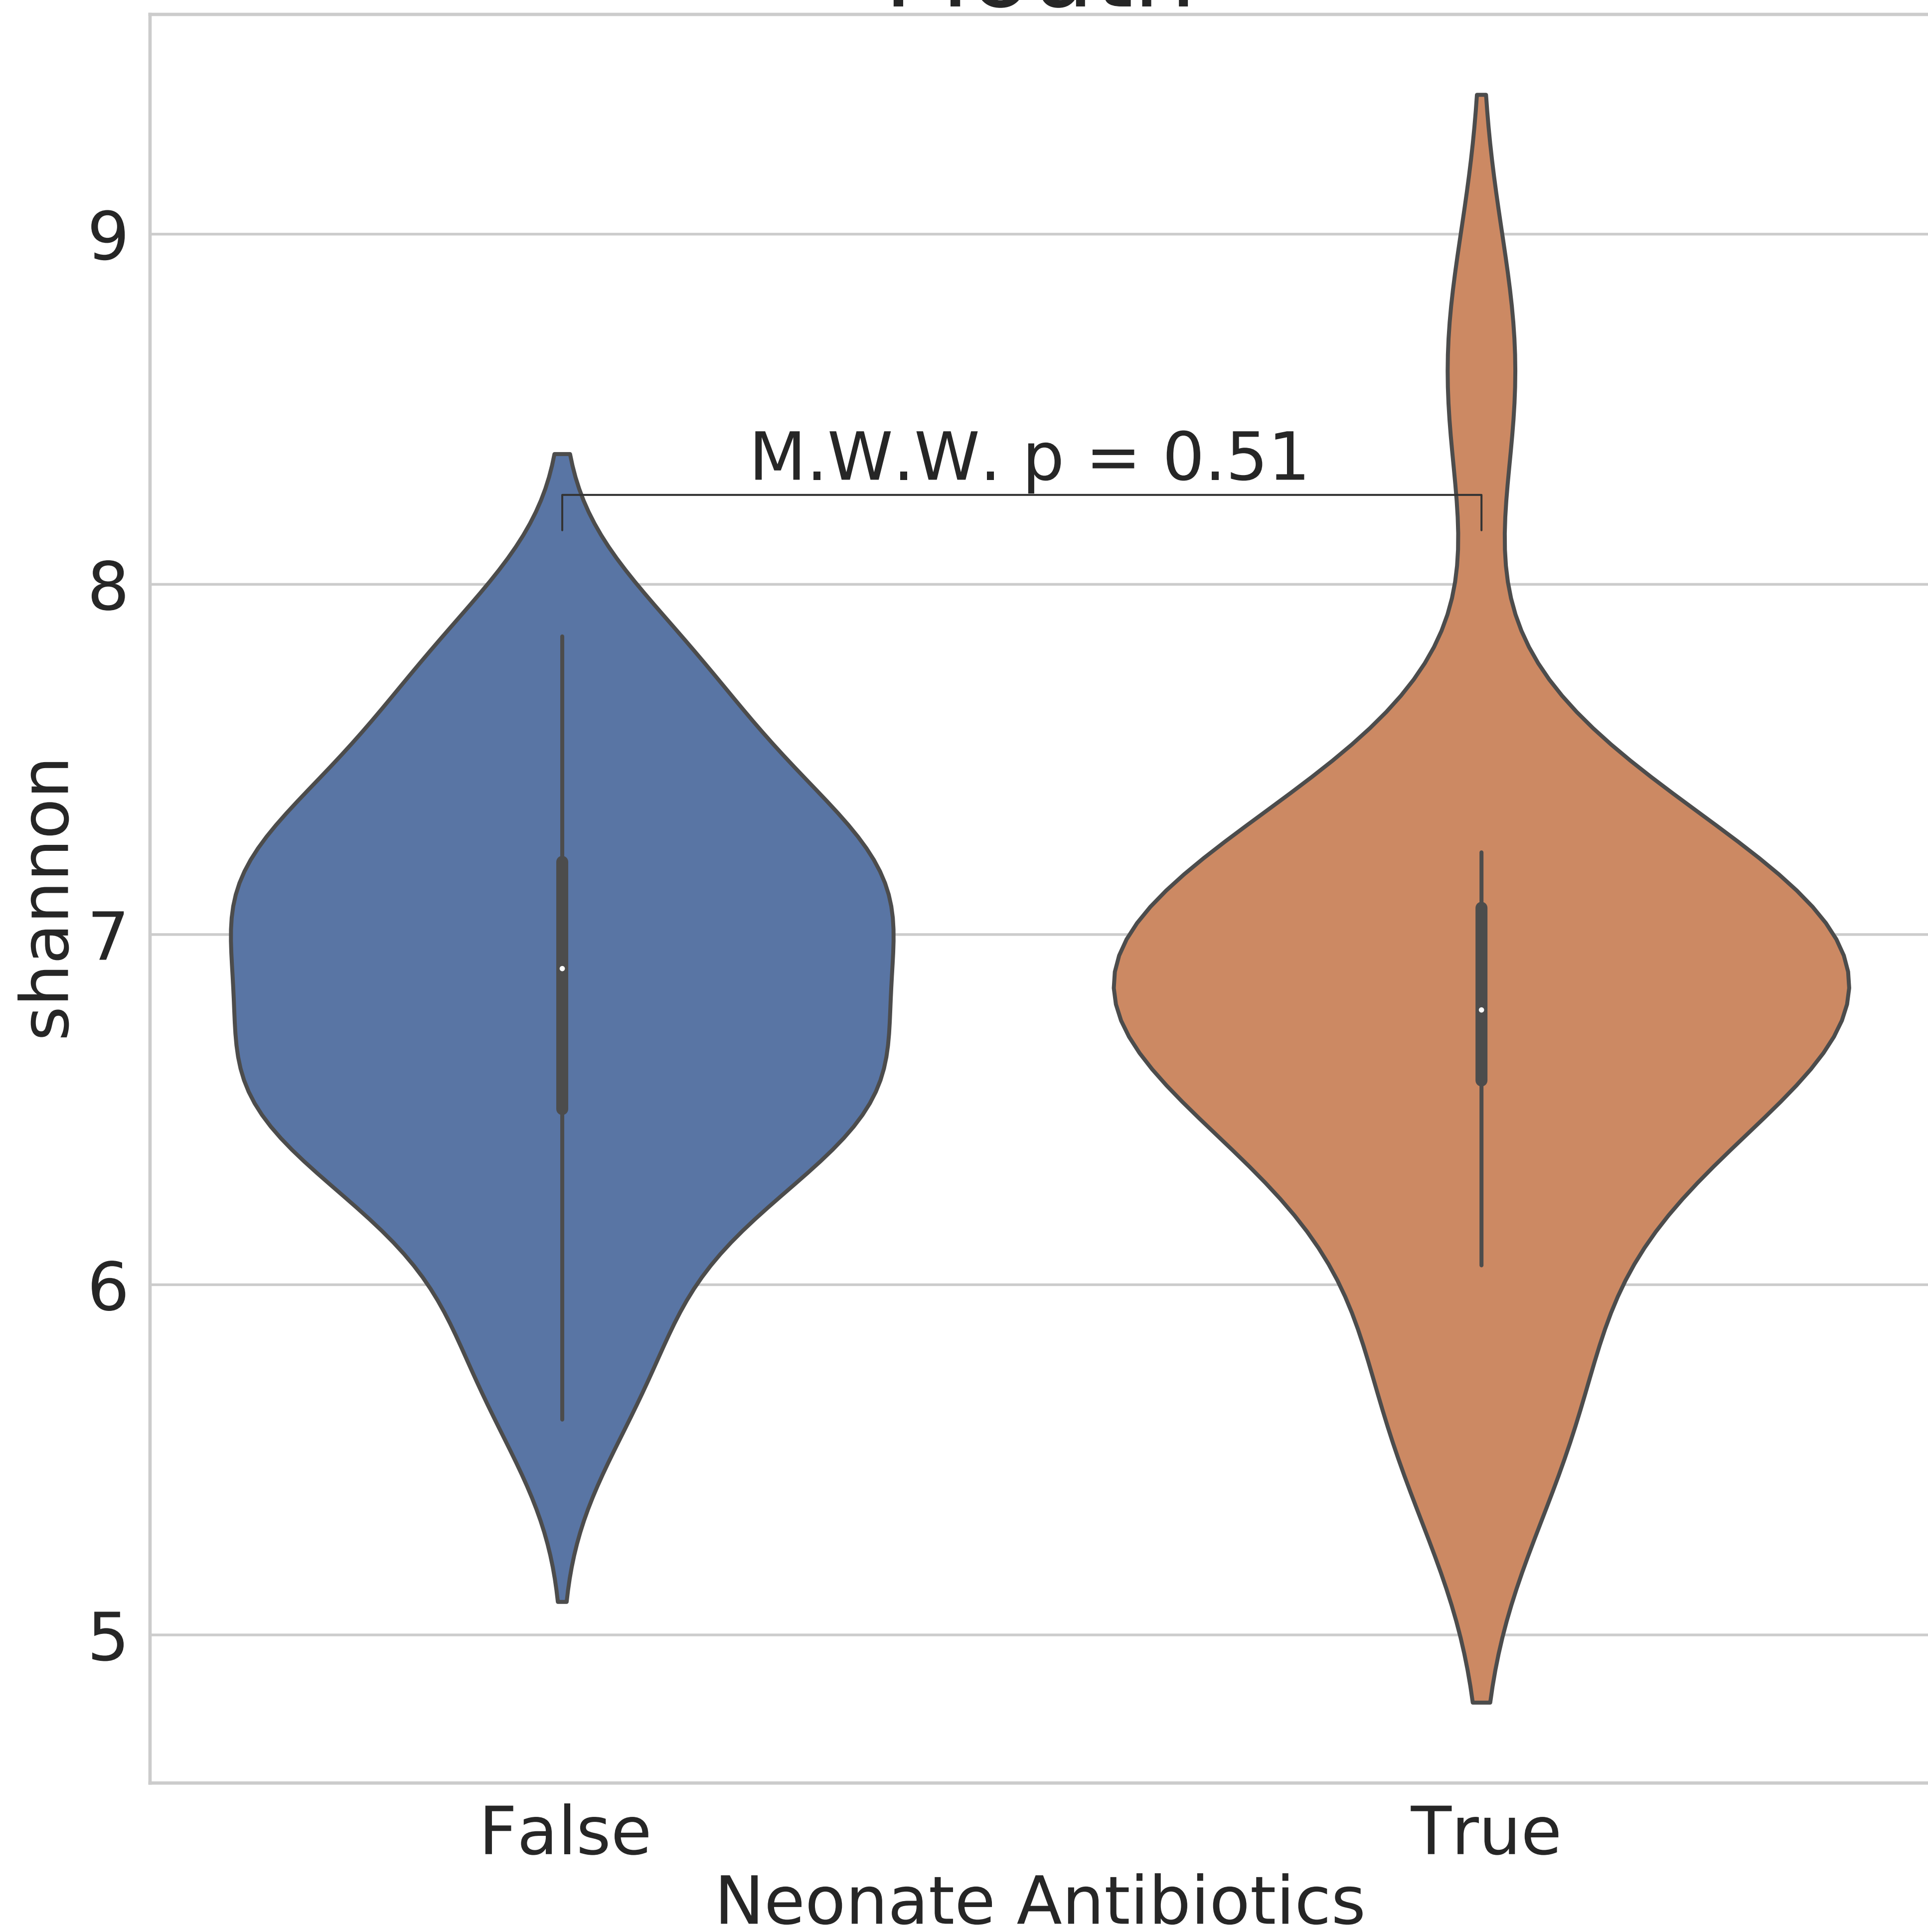 9
M.W.W. p = 0.51
8
shannon
7
6
5
False True
Neonate Antibiotics